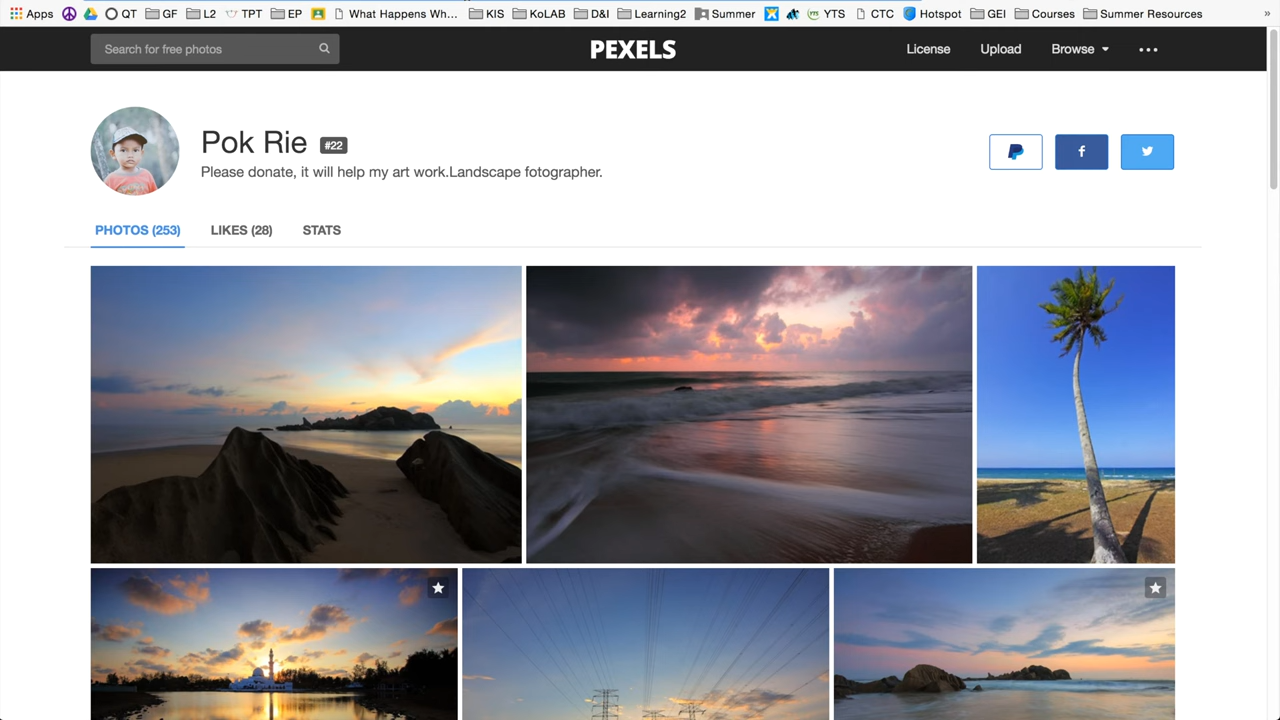 Apps QT GF L2 TPT EP What Happens Wh... KIS KoLAB D&I Learning2 Summer YTS CTC Hotspot GEI Courses Summer Resources »
Search for free photos PEXELS License Upload Browse
Pok Rie #22
Please donate, it will help my art work.Landscape fotographer.
PHOTOS (253) LIKES (28) STATS